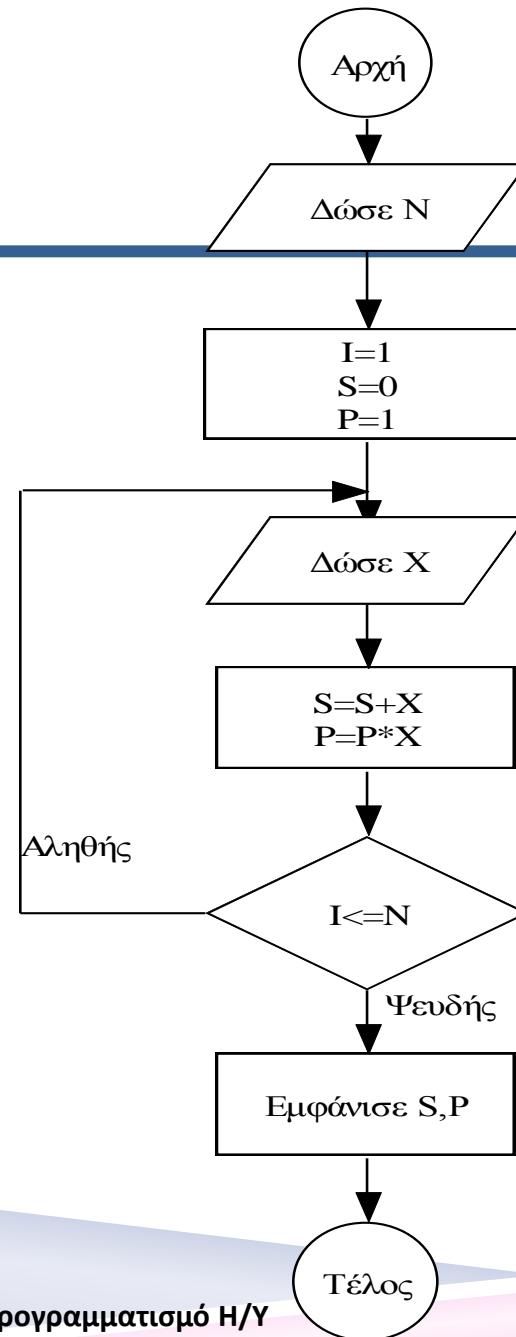 Αρχή
Δώσε Ν
I=1
S=0
P=1
Δώσε Χ
S=S+X
P=P*X
Αληθής
I<=N
Ψευδής
Εμφάνισε S,P
Τέλος
ρογραμματισμό Η/Υ